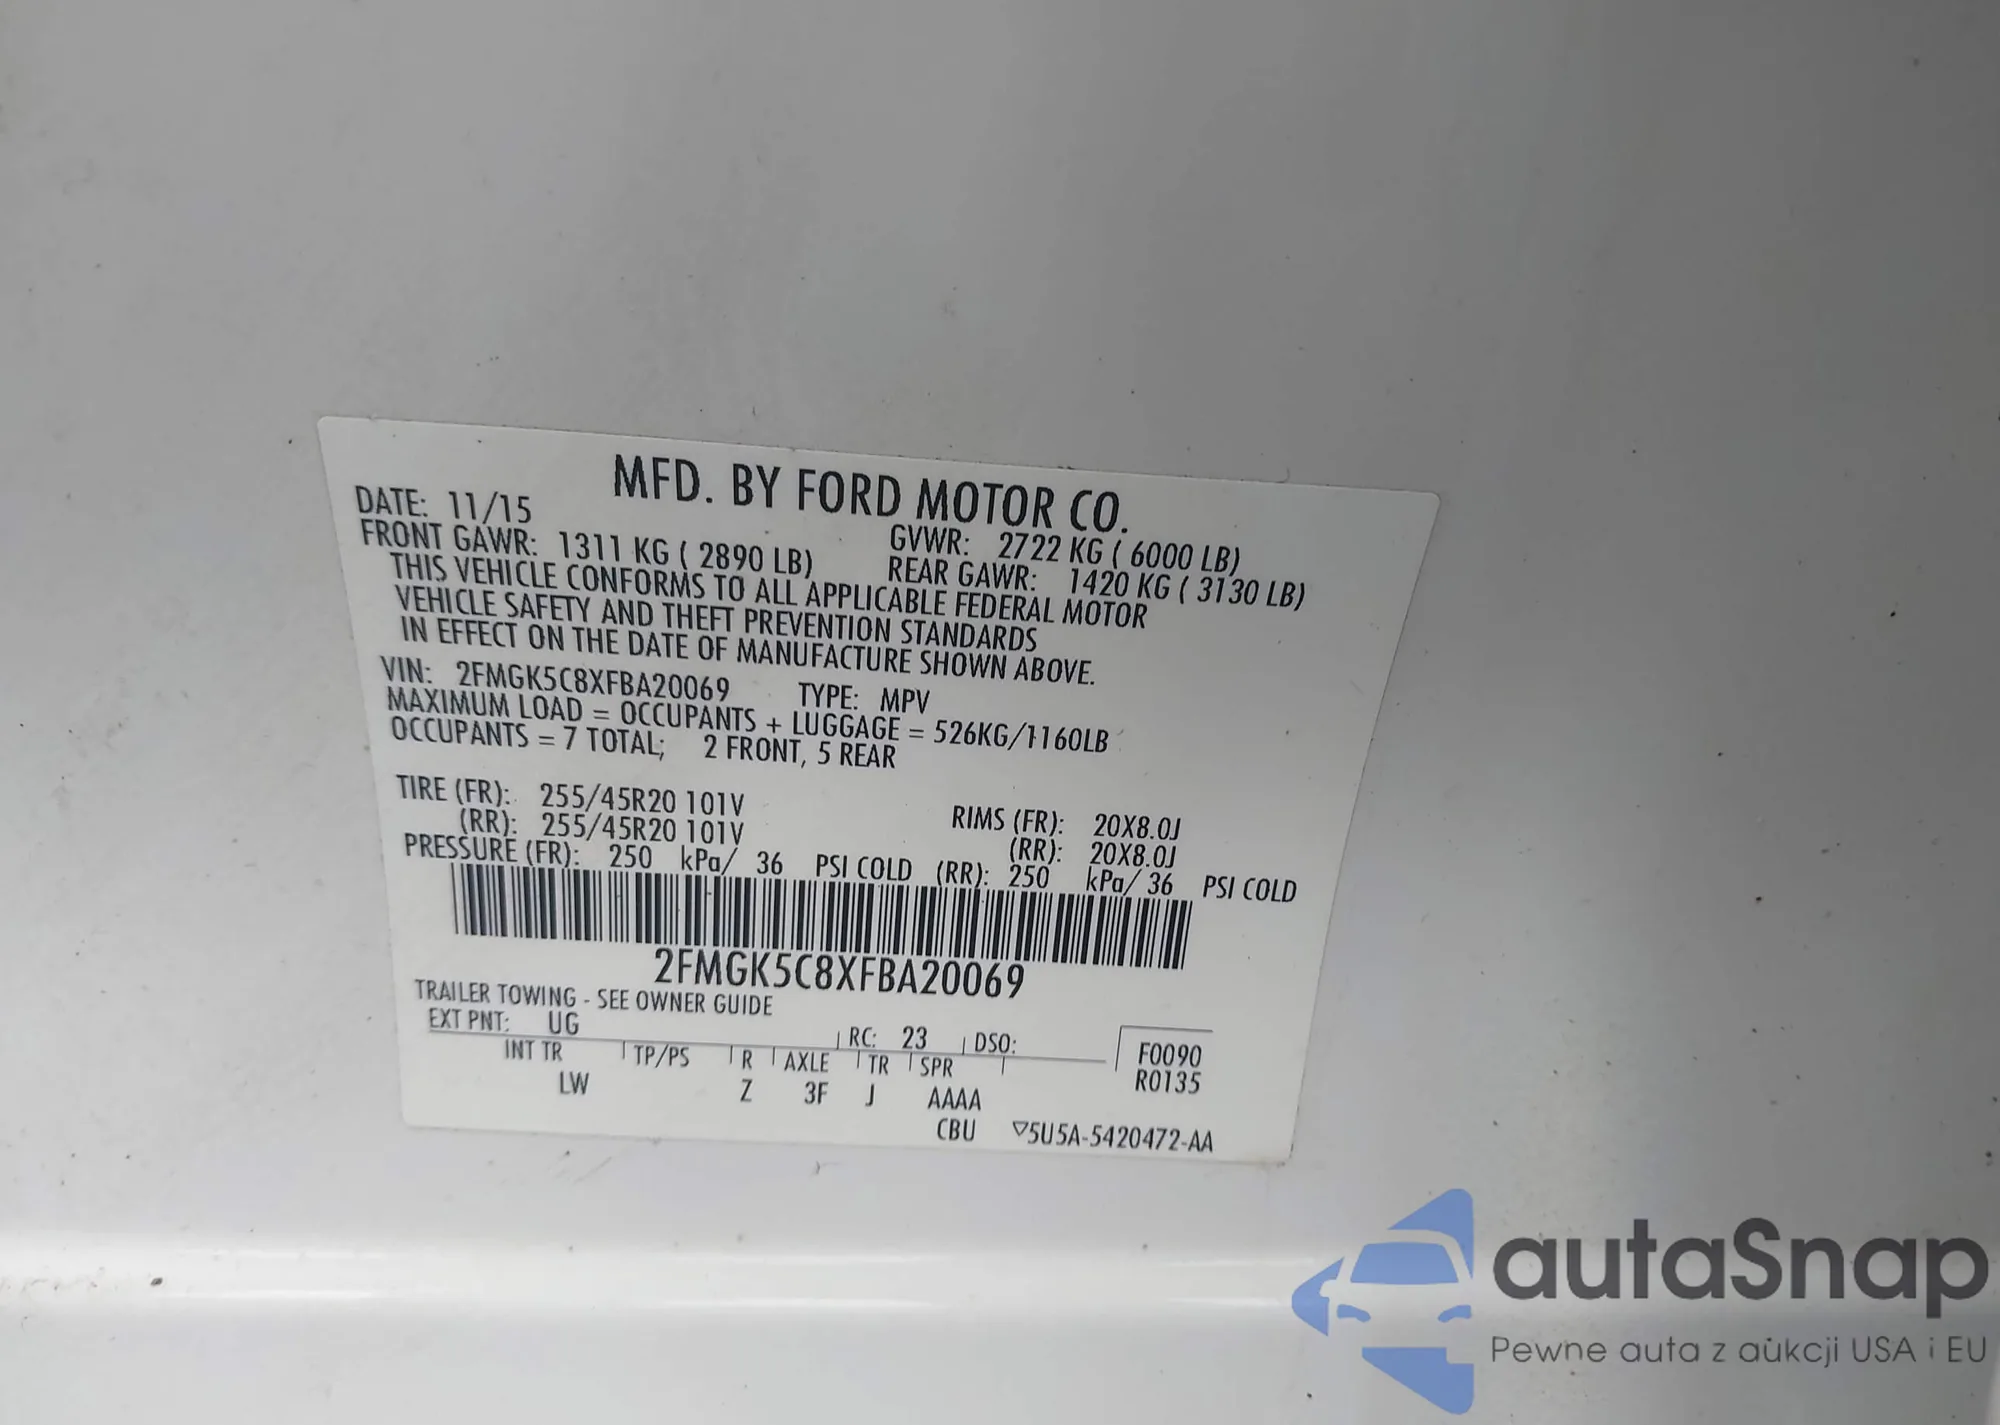 MFD. BY FORD MOTOR CO.
DATE: 11/15 GVWR: 2722 KG ( 6000 LB)
FRONT GAWR: 1311 KG ( 2890 LB) REAR GAWR: 1420 KG ( 3130 LB)
THIS VEHICLE CONFORMS TO ALL APPLICABLE FEDERAL MOTOR
VEHICLE SAFETY AND THEFT PREVENTION STANDARDS
IN EFFECT ON THE DATE OF MANUFACTURE SHOWN ABOVE.
VIN: 2FMGK5C8XFBA20069 TYPE: MPV
MAXIMUM LOAD = OCCUPANTS + LUGGAGE = 526KG/1160LB
OCCUPANTS = 7 TOTAL; 2 FRONT, 5 REAR
TIRE (FR): 255/45R20 101V RIMS (FR): 20X8.0J
(RR): 255/45R20 101V (RR): 20X8.0J
PRESSURE (FR): 250 kPa/ 36 PSI COLD (RR): 250 kPa/ 36 PSI COLD
2FMGK5C8XFBA20069
TRAILER TOWING - SEE OWNER GUIDE
EXT PNT: UG RC: 23 DSO: F0090
INT TR TP/PS R AXLE TR SPR R0135
LW Z 3F J AAAA
CBU ▽5U5A-5420472-AA
autaSnap
Pewne auta z aukcji USA i EU